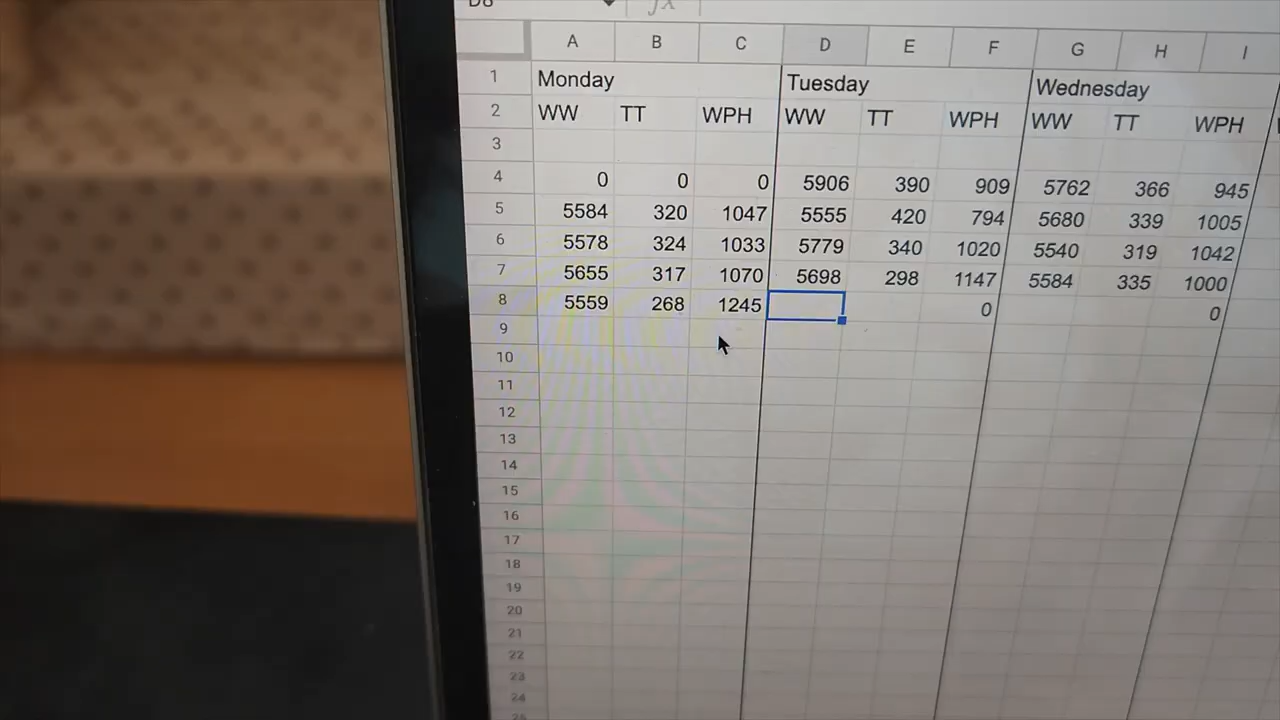 D8 fx
A B C D E F G H I
1 Monday Tuesday Wednesday
2 WW TT WPH WW TT WPH WW TT WPH
3
4 0 0 0 5906 390 909 5762 366 945
5 5584 320 1047 5555 420 794 5680 339 1005
6 5578 324 1033 5779 340 1020 5540 319 1042
7 5655 317 1070 5698 298 1147 5584 335 1000
8 5559 268 1245 0 0
9
10
11
12
13
14
15
16
17
18
19
20
21
22
23
24
25